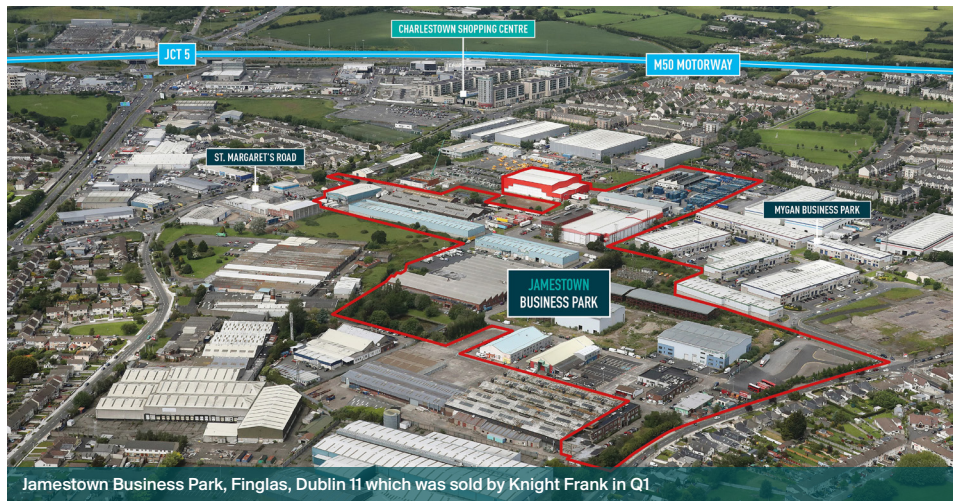 CHARLESTOWN SHOPPING CENTRE
JCT 5
M50 MOTORWAY
ST. MARGARET'S ROAD
MYGAN BUSINESS PARK
JAMESTOWN
BUSINESS PARK
Jamestown Business Park, Finglas, Dublin 11 which was sold by Knight Frank in Q1